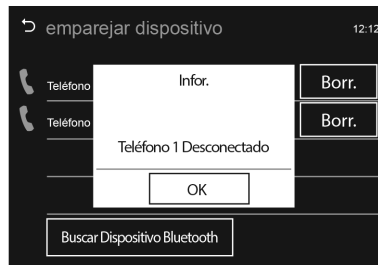 emparejar dispositivo
12:12
Teléfono
Infor.
Borr.
Teléfono
Borr.
Teléfono 1 Desconectado
OK
Buscar Dispositivo Bluetooth